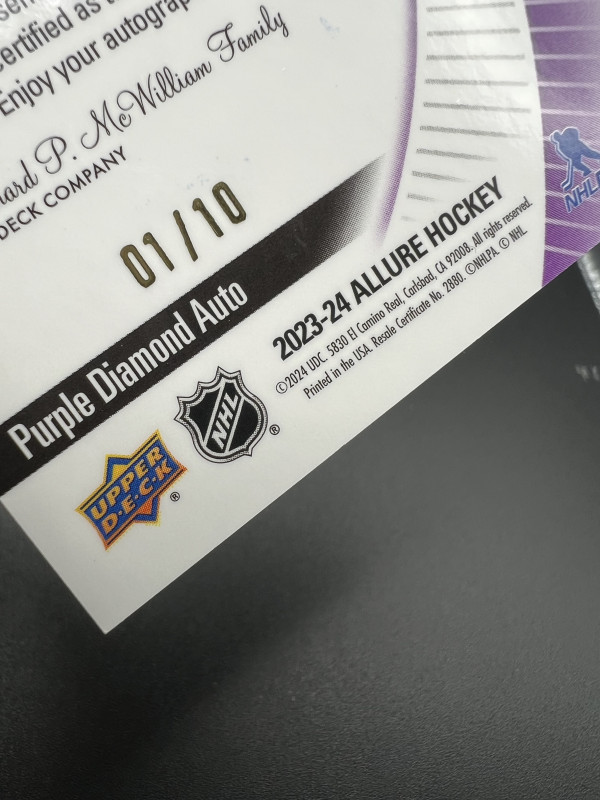 certified as
Enjoy your autograp
P. McWilliam Family
DECK COMPANY
01/10
Purple Diamond Auto
2023-24 ALLURE HOCKEY
©2024 UDC. 5830 El Camino Real, Carlsbad, CA 92008. All rights reserved.
Printed in the USA. Resale Certificate No. 2880. ©NHLPA. © NHL.
UPPER
D·E·C·K
®
NHL
®
NHLP